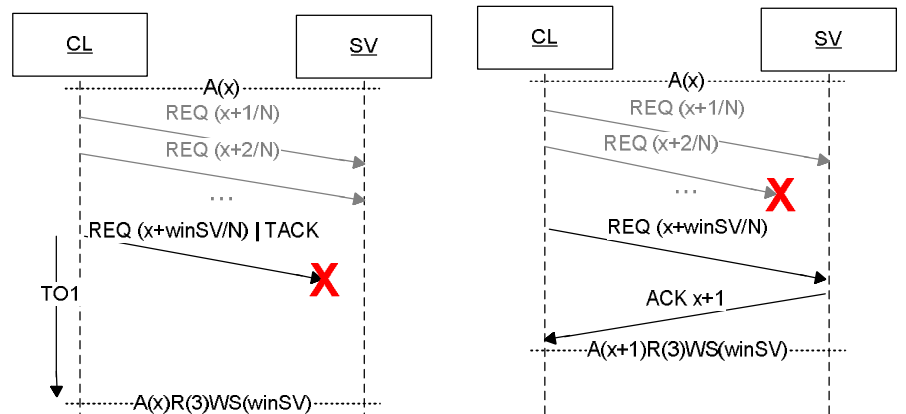 CL
SV
A(x)
REQ (x+1/N)
REQ (x+2/N)
...
REQ (x+winSV/N) | TACK
X
TO1
A(x)R(3)WS(winSV)
CL
SV
A(x)
REQ (x+1/N)
REQ (x+2/N)
...
X
REQ (x+winSV/N)
ACK x+1
A(x+1)R(3)WS(winSV)